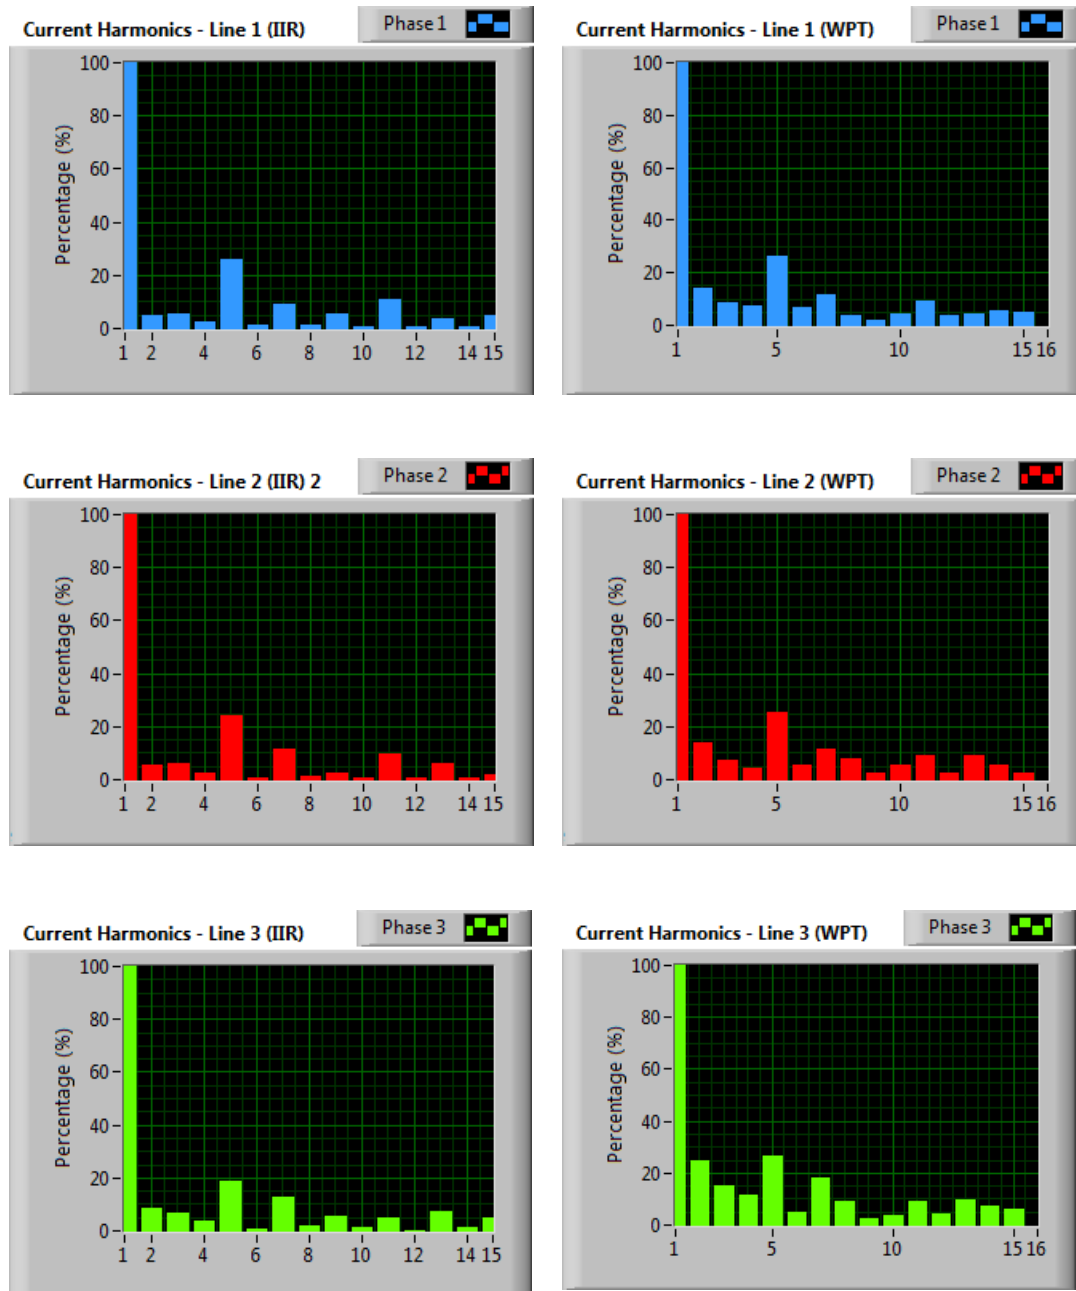 Current Harmonics - Line 1 (IIR)
Phase 1
Percentage (%)
100
80
60
40
20
0
1 2 4 6 8 10 12 14 15
Current Harmonics - Line 1 (WPT)
Phase 1
Percentage (%)
100
80
60
40
20
0
1 5 10 15 16
Current Harmonics - Line 2 (IIR) 2
Phase 2
Percentage (%)
100
80
60
40
20
0
1 2 4 6 8 10 12 14 15
Current Harmonics - Line 2 (WPT)
Phase 2
Percentage (%)
100
80
60
40
20
0
1 5 10 15 16
Current Harmonics - Line 3 (IIR)
Phase 3
Percentage (%)
100
80
60
40
20
0
1 2 4 6 8 10 12 14 15
Current Harmonics - Line 3 (WPT)
Phase 3
Percentage (%)
100
80
60
40
20
0
1 5 10 15 16